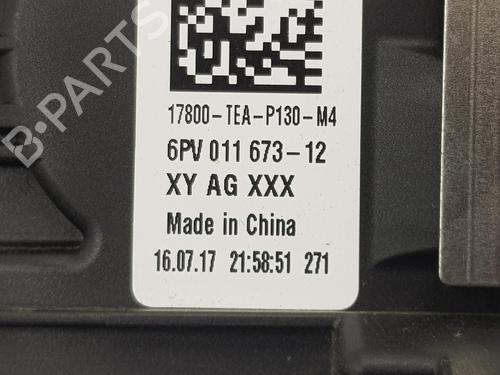 B-PARTS
17800-TEA-P130-M4
6PV 011 673-12
XY AG XXX
Made in China
16.07.17 21:58:51 271